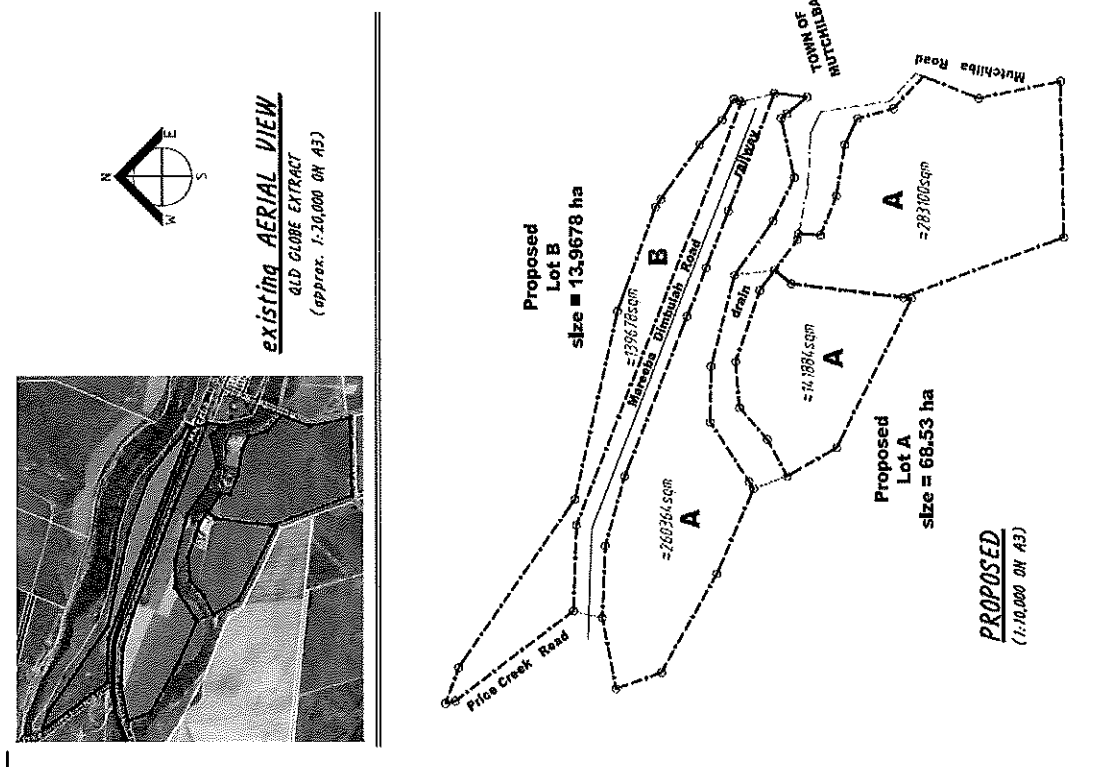 N
E
S
W
existing AERIAL VIEW
QLD GLOBE EXTRACT
(approx. 1:20,000 ON A3)
TOWN OF
MUTCHILBA
Mutchilba Road
Proposed
Lot B
size = 13.9678 ha
B
=139678sqm
Mareeba Dimbulah Road
railway
drain
A
=283100sqm
A
=141884sqm
A
=260364sqm
Price Creek Road
Proposed
Lot A
size = 68.53 ha
PROPOSED
(1:10,000 ON A3)